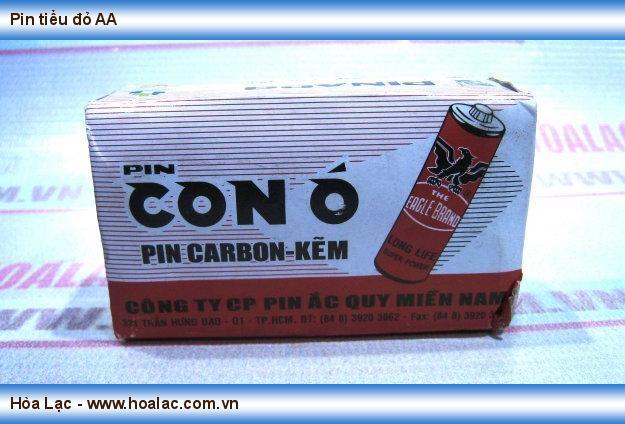 Pin tiểu đỏ AA
PIN
CON Ó
PIN CARBON-KẼM
THE
EAGLE BRAND
LONG LIFE
SUPER POWER
CÔNG TY CP PIN ẮC QUY MIỀN NAM
321 TRẦN HƯNG ĐẠO - Q1 - TP.HCM. ĐT: (84 8) 3920 3062 - Fax: (84 8) 3920
Hòa Lạc - www.hoalac.com.vn